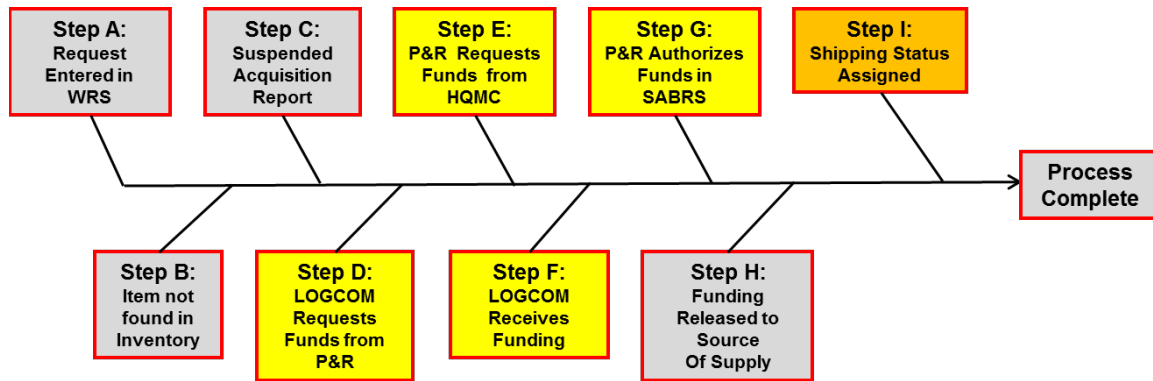 Step A:
Request
Entered in
WRS
Step C:
Suspended
Acquisition
Report
Step E:
P&R Requests
Funds from
HQMC
Step G:
P&R Authorizes
Funds in
SABRS
Step I:
Shipping Status
Assigned
Process
Complete
Step B:
Item not
found in
Inventory
Step D:
LOGCOM
Requests
Funds from
P&R
Step F:
LOGCOM
Receives
Funding
Step H:
Funding
Released to
Source
Of Supply